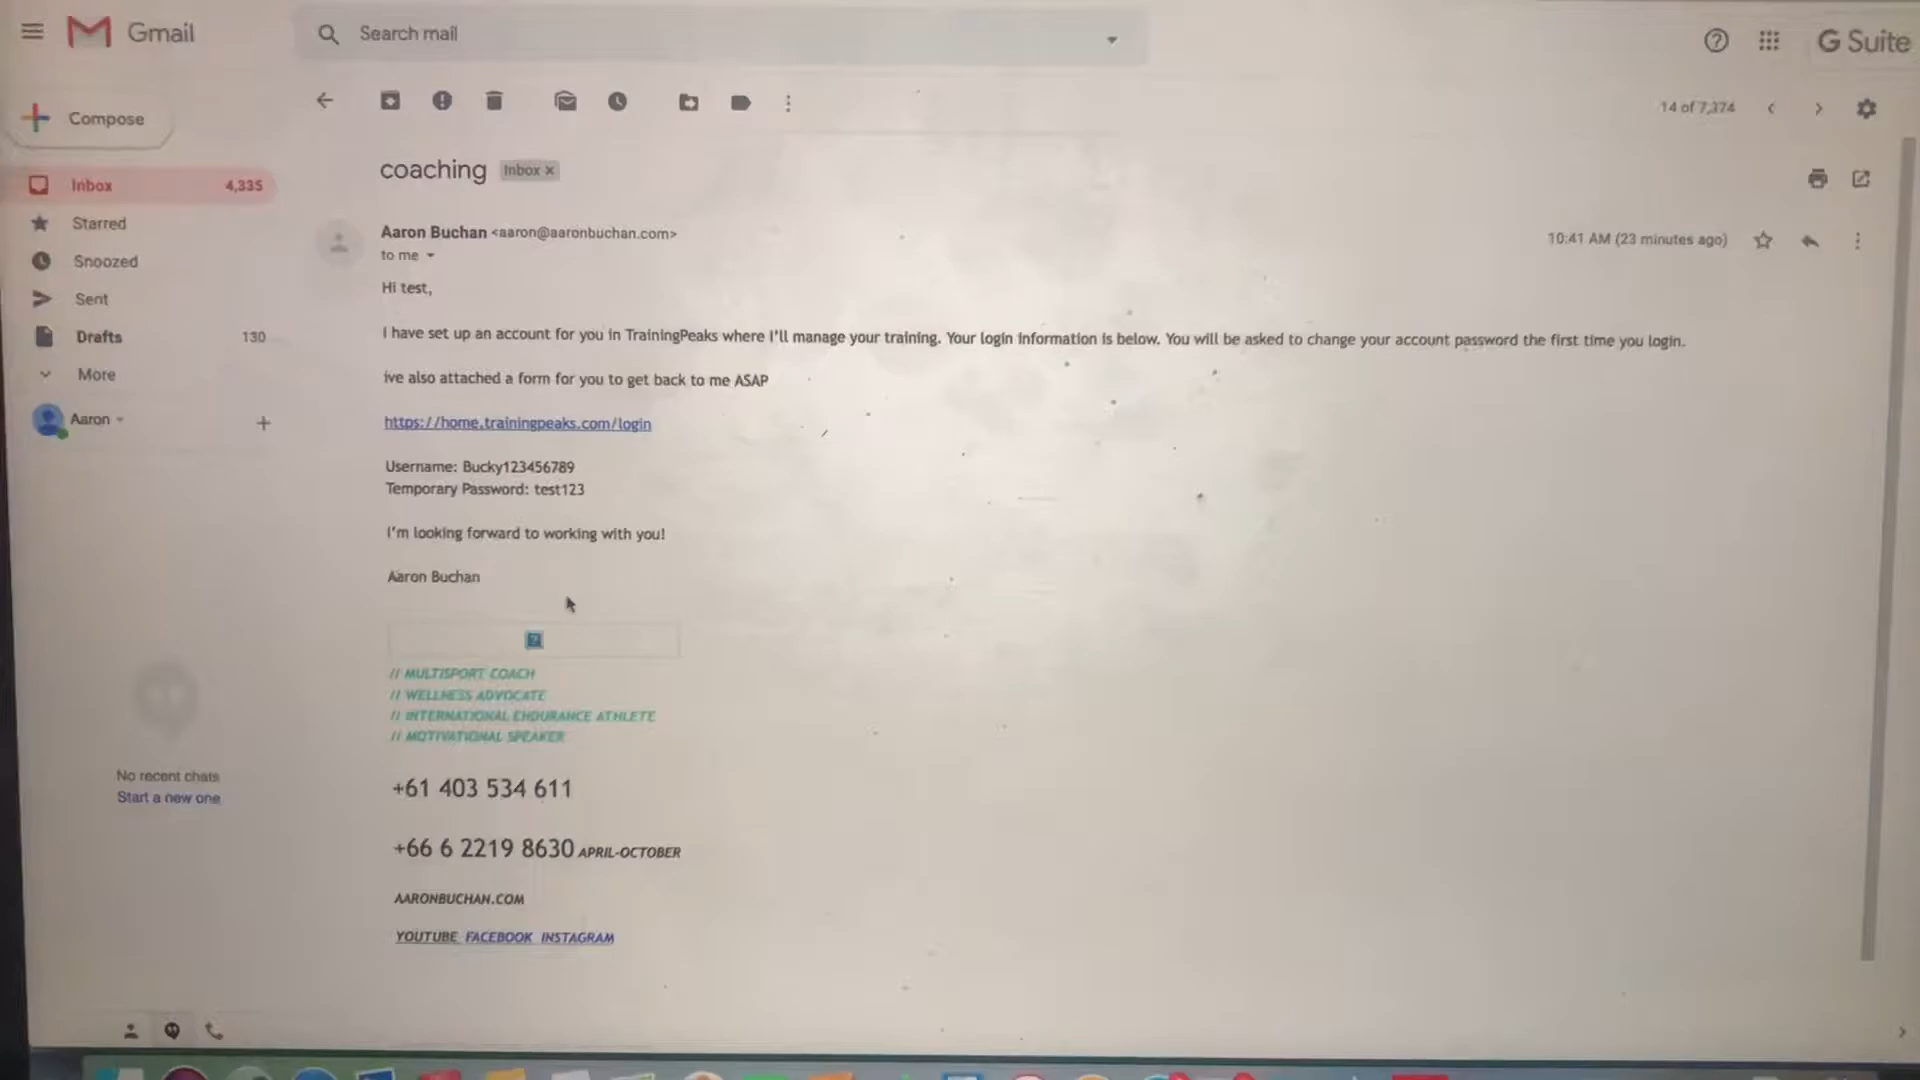 Gmail
Search mail
G Suite
Compose
14 of 7,374
coaching
Inbox ×
Inbox 4,335
Starred
Snoozed
Sent
Drafts 130
More
Aaron
Aaron Buchan <aaron@aaronbuchan.com>
10:41 AM (23 minutes ago)
to me
Hi test,
I have set up an account for you in TrainingPeaks where I'll manage your training. Your login information is below. You will be asked to change your account password the first time you login.
ive also attached a form for you to get back to me ASAP
https://home.trainingpeaks.com/login
Username: Bucky123456789
Temporary Password: test123
I'm looking forward to working with you!
Aaron Buchan
// MULTISPORT COACH
// WELLNESS ADVOCATE
// INTERNATIONAL ENDURANCE ATHLETE
// MOTIVATIONAL SPEAKER
+61 403 534 611
+66 6 2219 8630 APRIL-OCTOBER
AARONBUCHAN.COM
YOUTUBE FACEBOOK INSTAGRAM
No recent chats
Start a new one